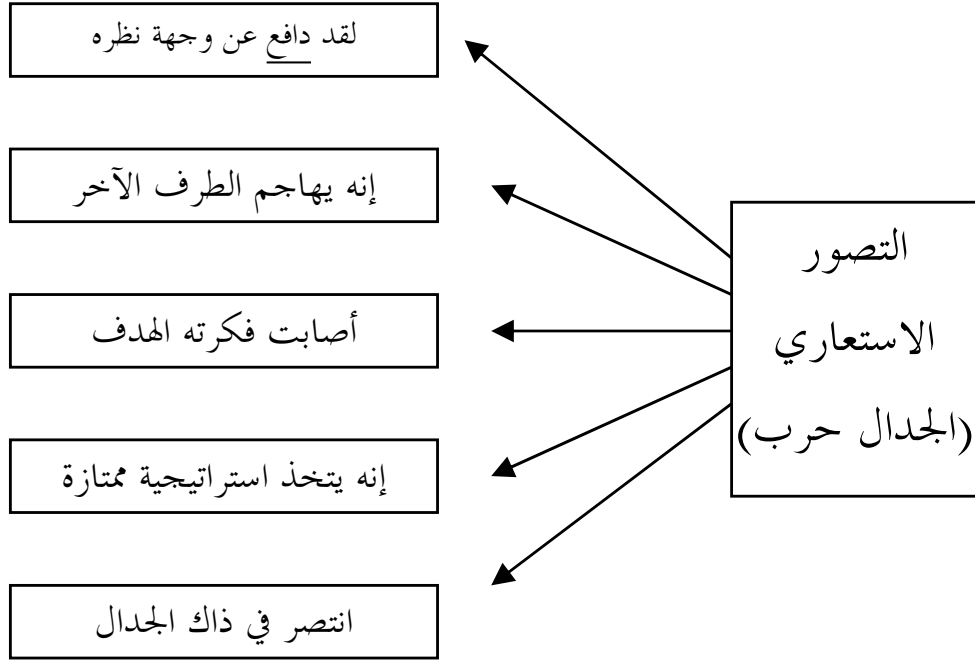 التصور
الاستعاري
(الجدال حرب)
لقد دافع عن وجهة نظره
إنه يهاجم الطرف الآخر
أصابت فكرته الهدف
إنه يتخذ استراتيجية ممتازة
انتصر في ذاك الجدال